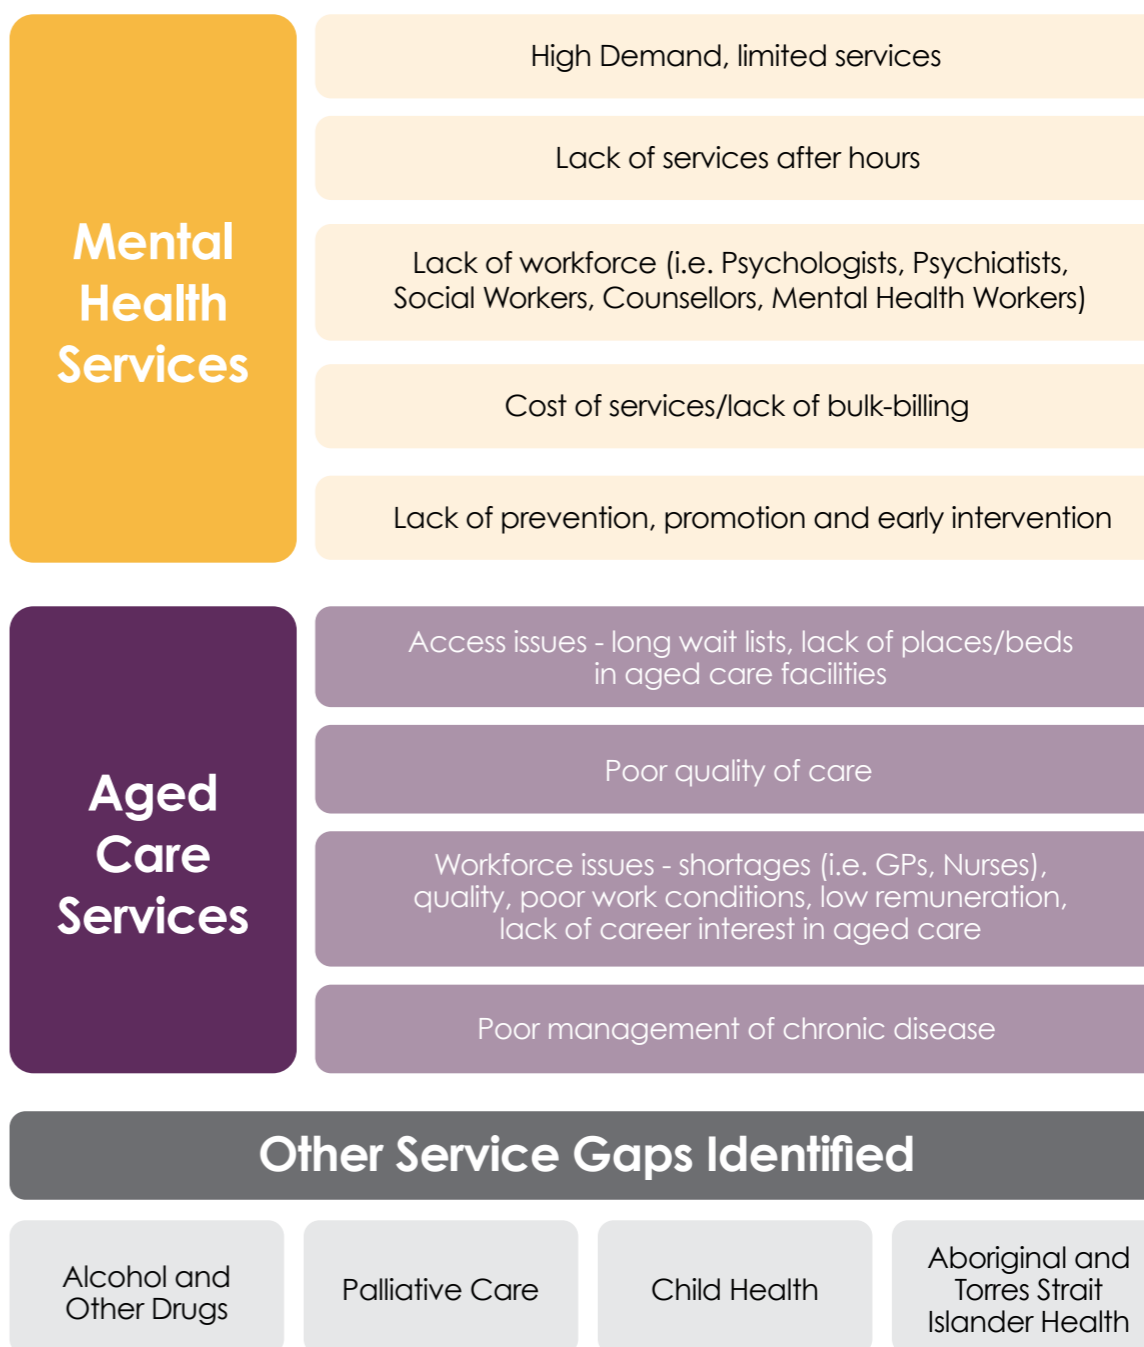 Mental
Health
Services
High Demand, limited services
Lack of services after hours
Lack of workforce (i.e. Psychologists, Psychiatists,
Social Workers, Counsellors, Mental Health Workers)
Cost of services/lack of bulk-billing
Lack of prevention, promotion and early intervention
Aged
Care
Services
Access issues - long wait lists, lack of places/beds
in aged care facilities
Poor quality of care
Workforce issues - shortages (i.e. GPs, Nurses),
quality, poor work conditions, low remuneration,
lack of career interest in aged care
Poor management of chronic disease
Other Service Gaps Identified
Alcohol and
Other Drugs
Palliative Care
Child Health
Aboriginal and
Torres Strait
Islander Health